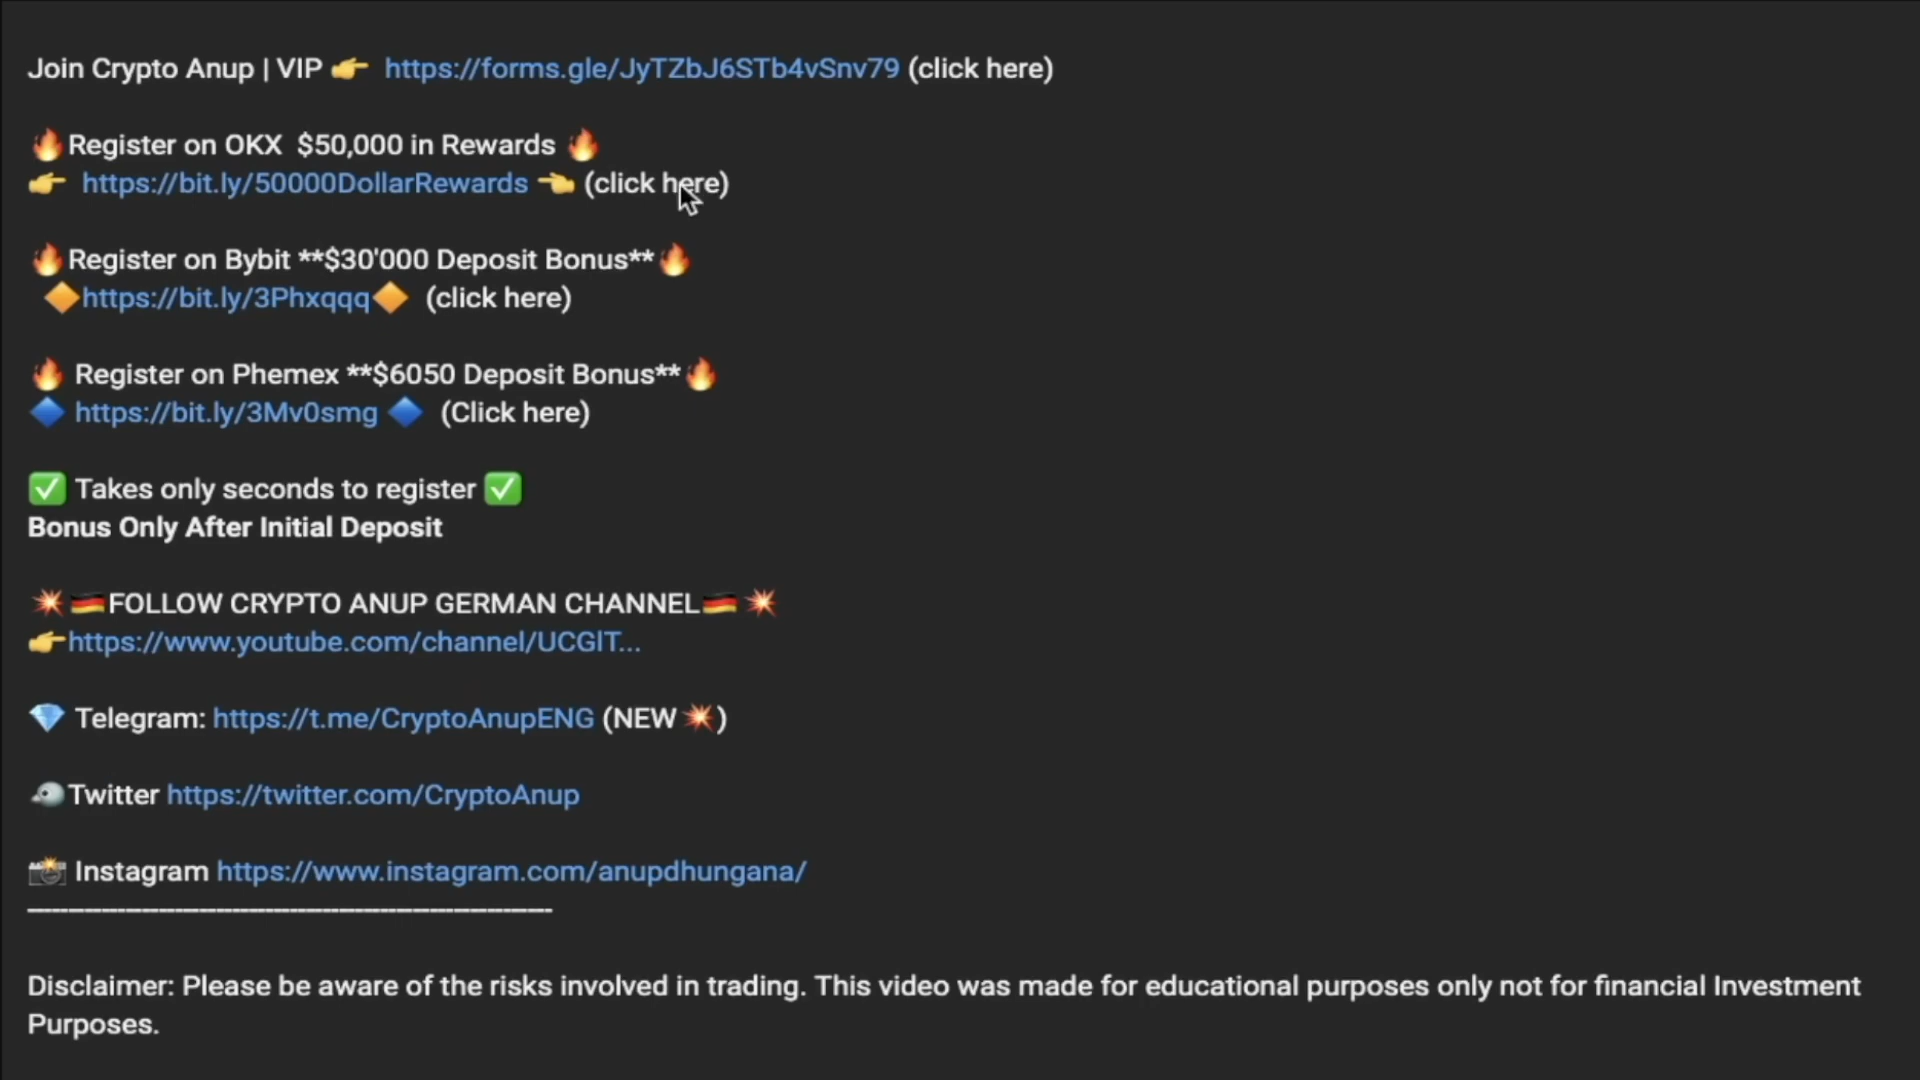 Join Crypto Anup | VIP 👉 https://forms.gle/JyTZbJ6STb4vSnv79 (click here)
🔥Register on OKX $50,000 in Rewards 🔥
👉 https://bit.ly/50000DollarRewards 👈 (click here)
🔥Register on Bybit **$30'000 Deposit Bonus**🔥
🔶https://bit.ly/3Phxqqq🔶 (click here)
🔥 Register on Phemex **$6050 Deposit Bonus**🔥
🔷 https://bit.ly/3Mv0smg 🔷 (Click here)
✅ Takes only seconds to register ✅
Bonus Only After Initial Deposit
💥🇩🇪FOLLOW CRYPTO ANUP GERMAN CHANNEL🇩🇪💥
👉https://www.youtube.com/channel/UCGlT...
💎 Telegram: https://t.me/CryptoAnupENG (NEW💥)
🐦Twitter https://twitter.com/CryptoAnup
📸 Instagram https://www.instagram.com/anupdhungana/
------------------------------------------------------------------
Disclaimer: Please be aware of the risks involved in trading. This video was made for educational purposes only not for financial Investment
Purposes.